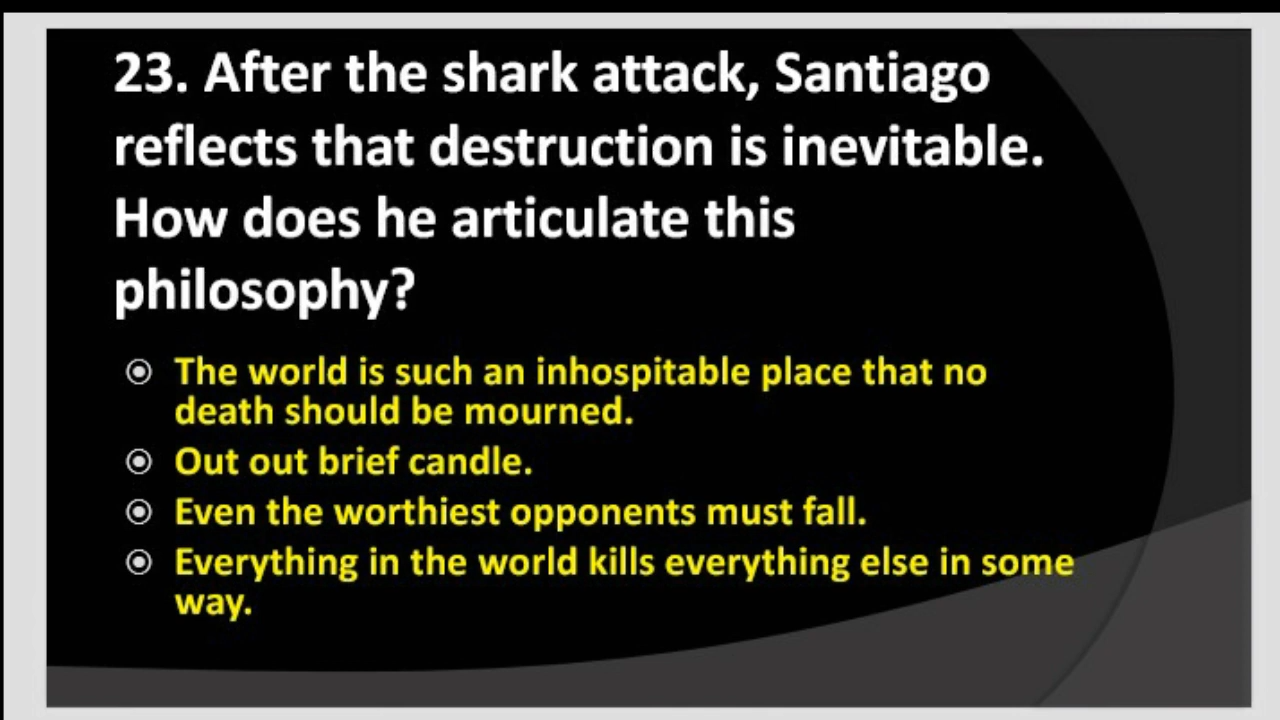 23. After the shark attack, Santiago
reflects that destruction is inevitable.
How does he articulate this
philosophy?
The world is such an inhospitable place that no
death should be mourned.
Out out brief candle.
Even the worthiest opponents must fall.
Everything in the world kills everything else in some
way.